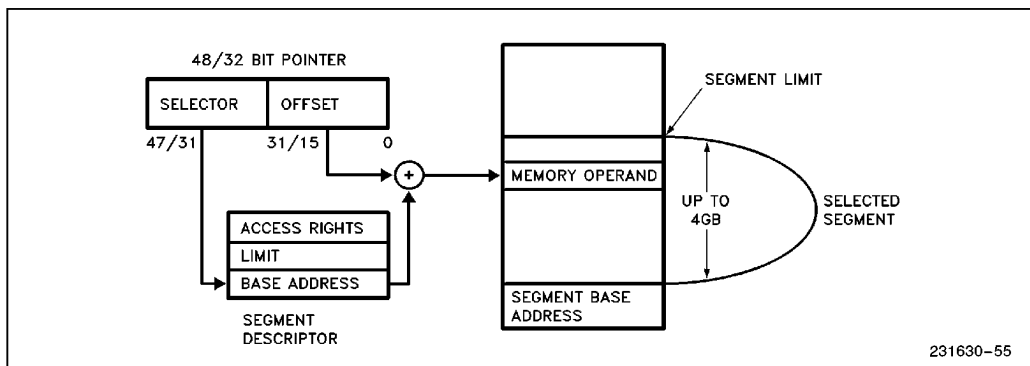 48/32 BIT POINTER
SELECTOR
OFFSET
47/31
31/15
0
+
ACCESS RIGHTS
LIMIT
BASE ADDRESS
SEGMENT
DESCRIPTOR
MEMORY OPERAND
SEGMENT BASE
ADDRESS
SEGMENT LIMIT
UP TO
4GB
SELECTED
SEGMENT
231630-55